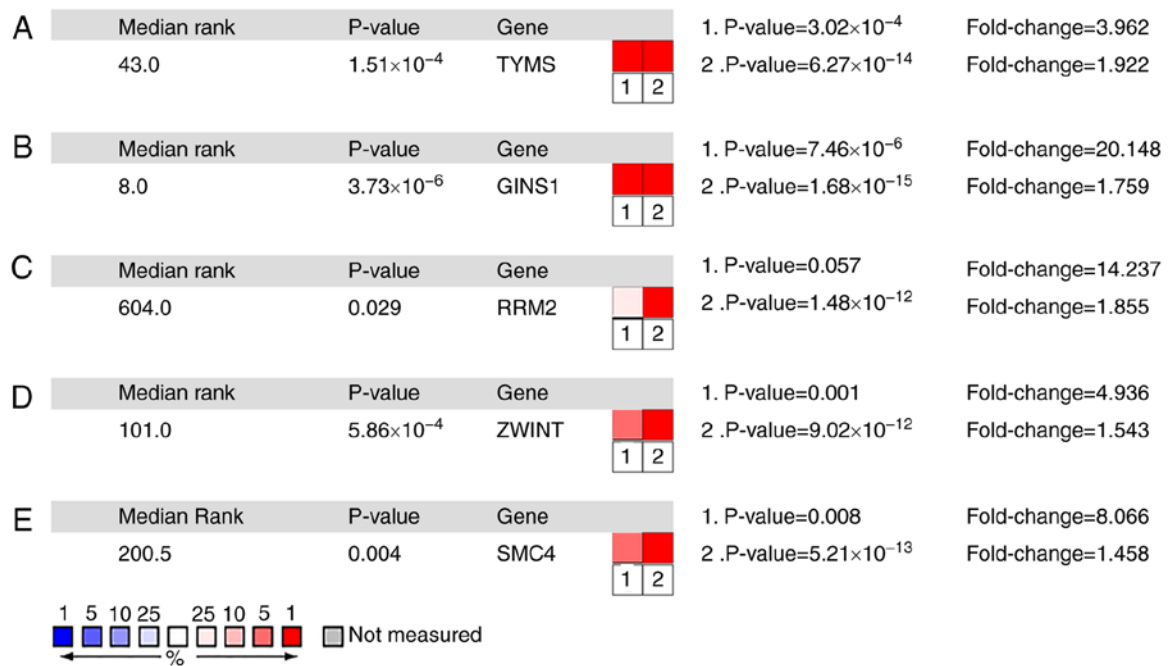 A Median rank P-value Gene 1. P-value=3.02×10⁻⁴ Fold-change=3.962
43.0 1.51×10⁻⁴ TYMS 2 .P-value=6.27×10⁻¹⁴ Fold-change=1.922
1 2
B Median rank P-value Gene 1. P-value=7.46×10⁻⁶ Fold-change=20.148
8.0 3.73×10⁻⁶ GINS1 2 .P-value=1.68×10⁻¹⁵ Fold-change=1.759
1 2
C Median rank P-value Gene 1. P-value=0.057 Fold-change=14.237
604.0 0.029 RRM2 2 .P-value=1.48×10⁻¹² Fold-change=1.855
1 2
D Median rank P-value Gene 1. P-value=0.001 Fold-change=4.936
101.0 5.86×10⁻⁴ ZWINT 2 .P-value=9.02×10⁻¹² Fold-change=1.543
1 2
E Median Rank P-value Gene 1. P-value=0.008 Fold-change=8.066
200.5 0.004 SMC4 2 .P-value=5.21×10⁻¹³ Fold-change=1.458
1 2
1 5 10 25 25 10 5 1
Not measured
%